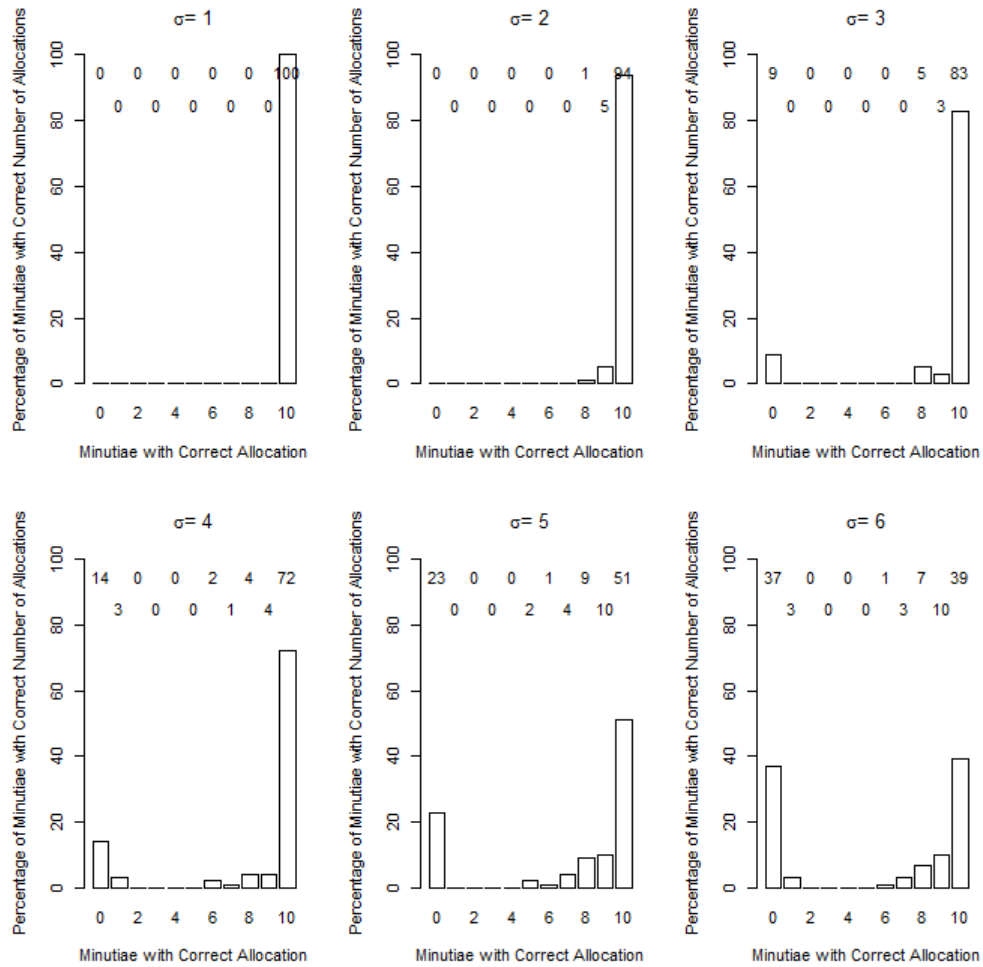 σ= 1
Percentage of Minutiae with Correct Number of Allocations
100
80
60
40
20
0
0 0 0 0 0 100
0 0 0 0 0
0 2 4 6 8 10
Minutiae with Correct Allocation
σ= 2
Percentage of Minutiae with Correct Number of Allocations
100
80
60
40
20
0
0 0 0 0 1 94
0 0 0 0 5
0 2 4 6 8 10
Minutiae with Correct Allocation
σ= 3
Percentage of Minutiae with Correct Number of Allocations
100
80
60
40
20
0
9 0 0 0 5 83
0 0 0 0 3
0 2 4 6 8 10
Minutiae with Correct Allocation
σ= 4
Percentage of Minutiae with Correct Number of Allocations
100
80
60
40
20
0
14 0 0 2 4 72
3 0 0 1 4
0 2 4 6 8 10
Minutiae with Correct Allocation
σ= 5
Percentage of Minutiae with Correct Number of Allocations
100
80
60
40
20
0
23 0 0 1 9 51
0 0 2 4 10
0 2 4 6 8 10
Minutiae with Correct Allocation
σ= 6
Percentage of Minutiae with Correct Number of Allocations
100
80
60
40
20
0
37 0 0 1 7 39
3 0 0 3 10
0 2 4 6 8 10
Minutiae with Correct Allocation